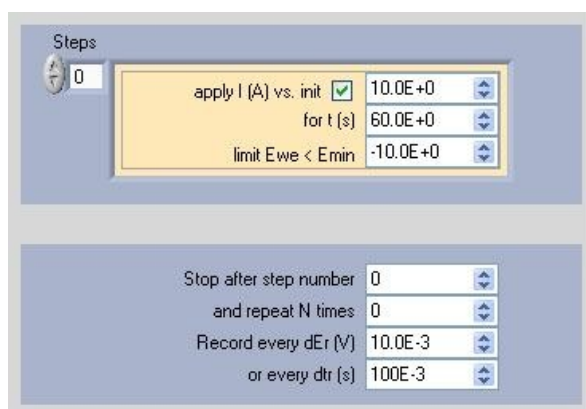 Steps
0
apply I (A) vs. init 10.0E+0
for t (s) 60.0E+0
limit Ewe < Emin -10.0E+0
Stop after step number 0
and repeat N times 0
Record every dEr (V) 10.0E-3
or every dtr (s) 100E-3